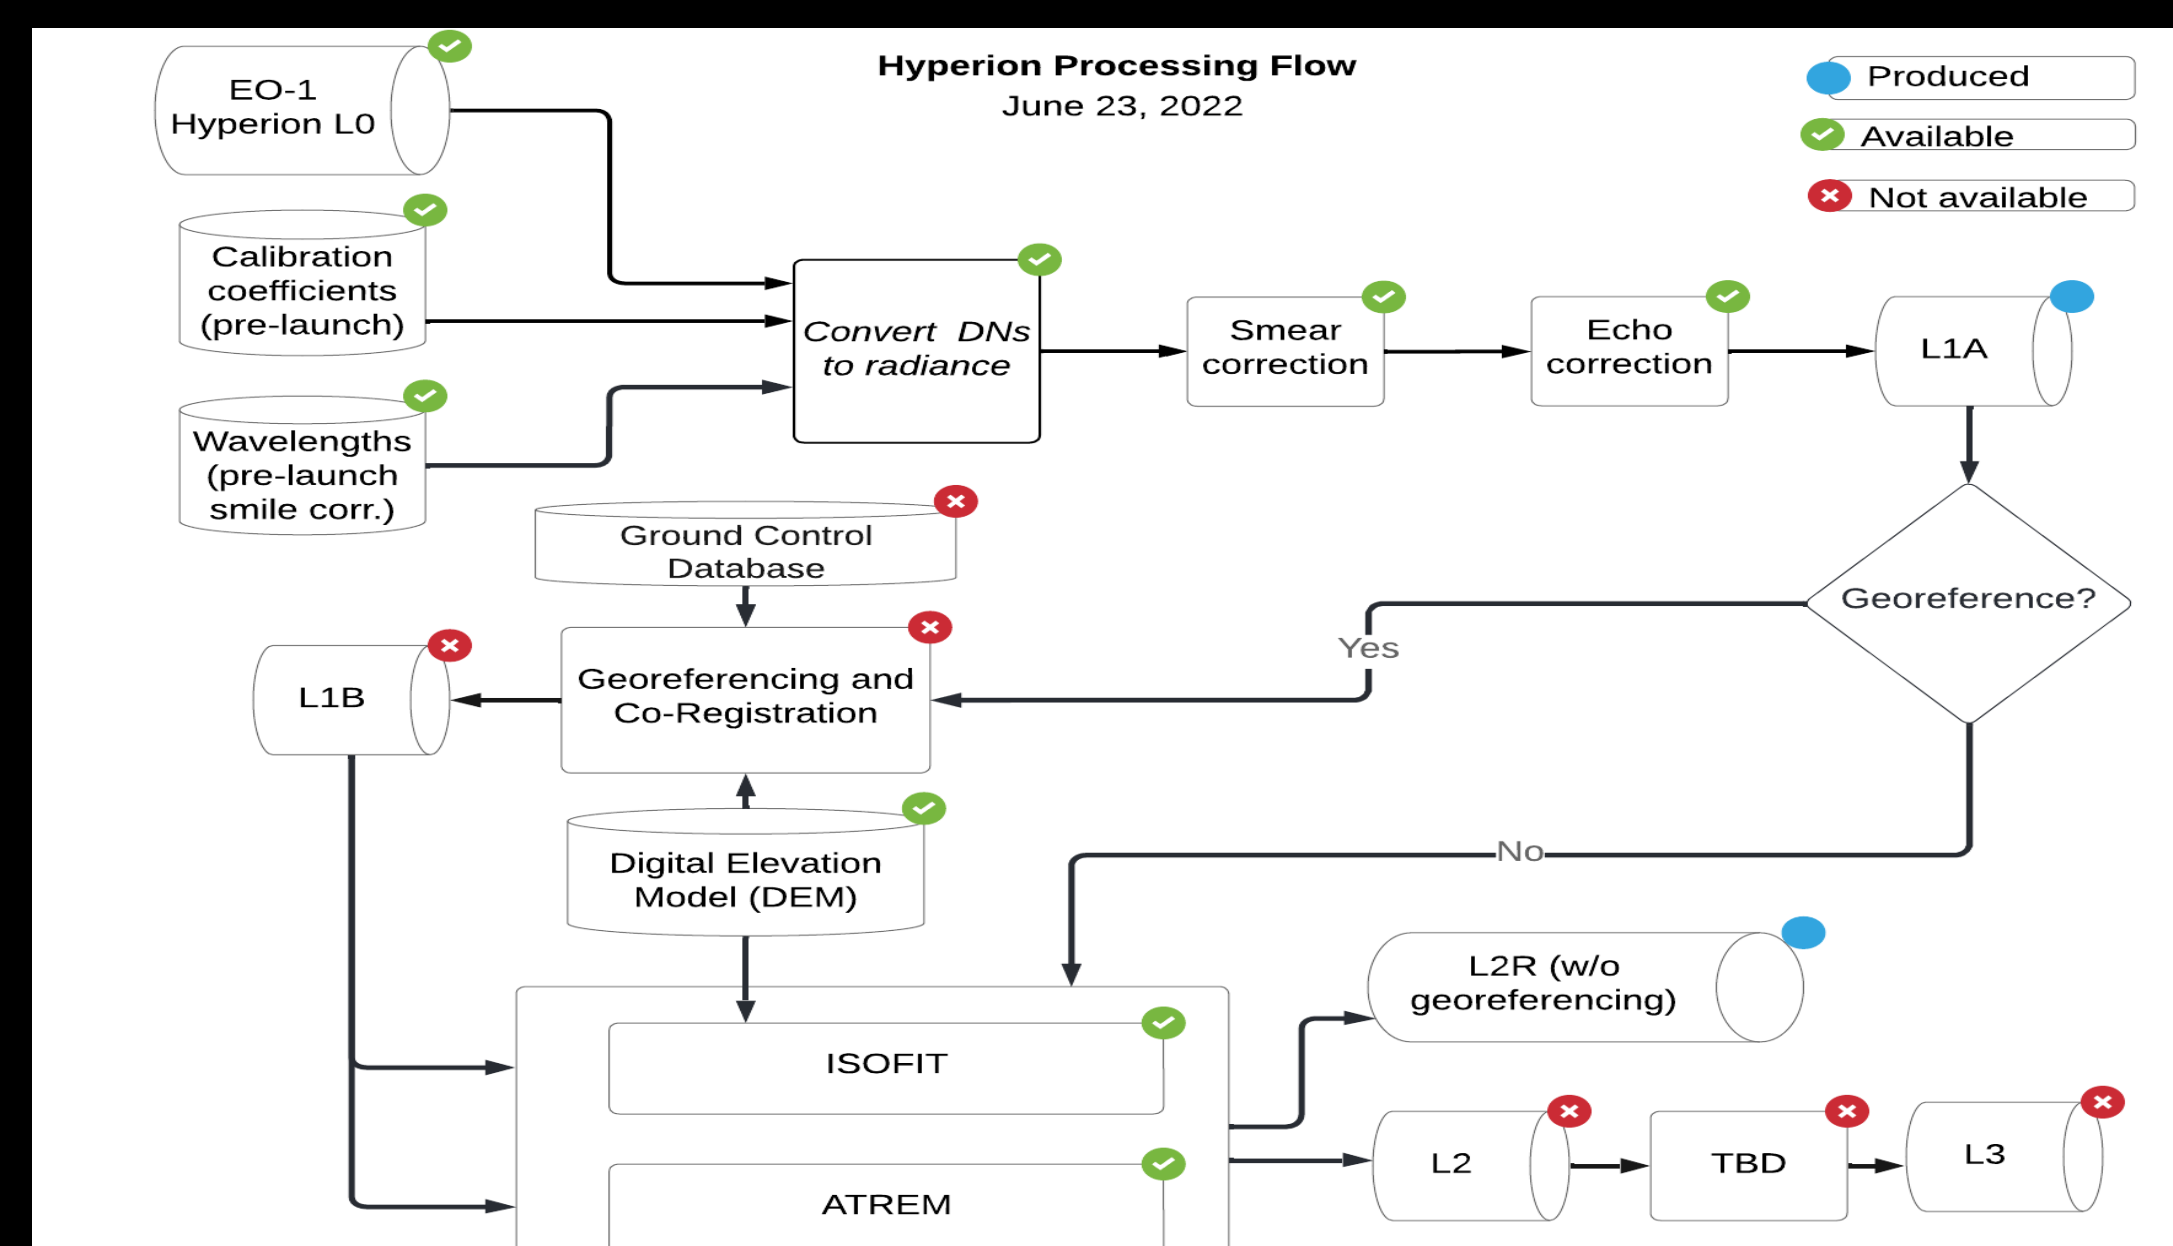 Hyperion Processing Flow
June 23, 2022
Produced
Available
Not available
EO-1
Hyperion L0
Calibration
coefficients
(pre-launch)
Wavelengths
(pre-launch
smile corr.)
Convert DNs
to radiance
Smear
correction
Echo
correction
L1A
Georeference?
Yes
No
Ground Control
Database
Georeferencing and
Co-Registration
L1B
Digital Elevation
Model (DEM)
ISOFIT
ATREM
L2R (w/o
georeferencing)
L2
TBD
L3